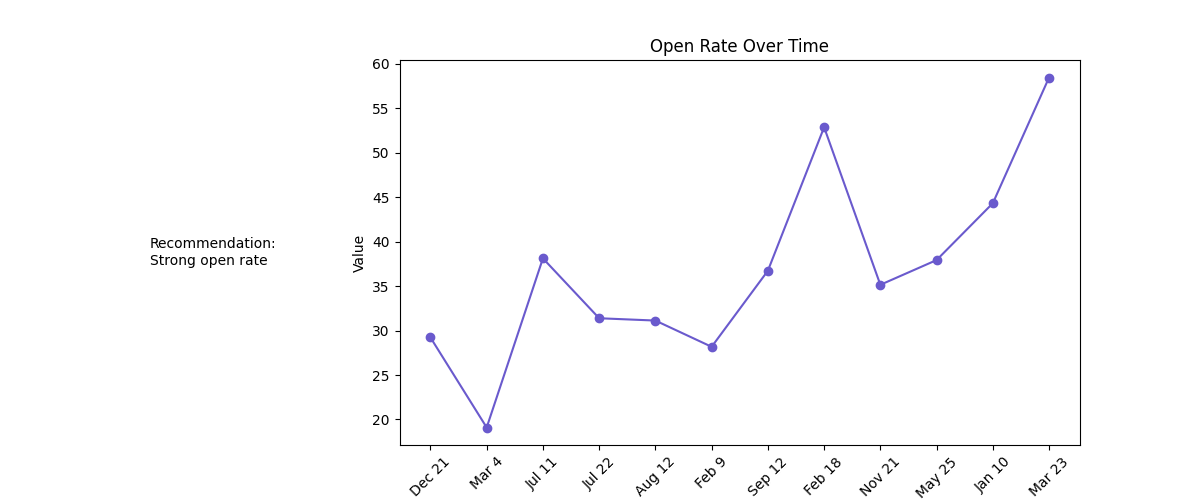 Open Rate Over Time
Recommendation:
Strong open rate
Value
60
55
50
45
40
35
30
25
20
Dec 21
Mar 4
Jul 11
Jul 22
Aug 12
Feb 9
Sep 12
Feb 18
Nov 21
May 25
Jan 10
Mar 23